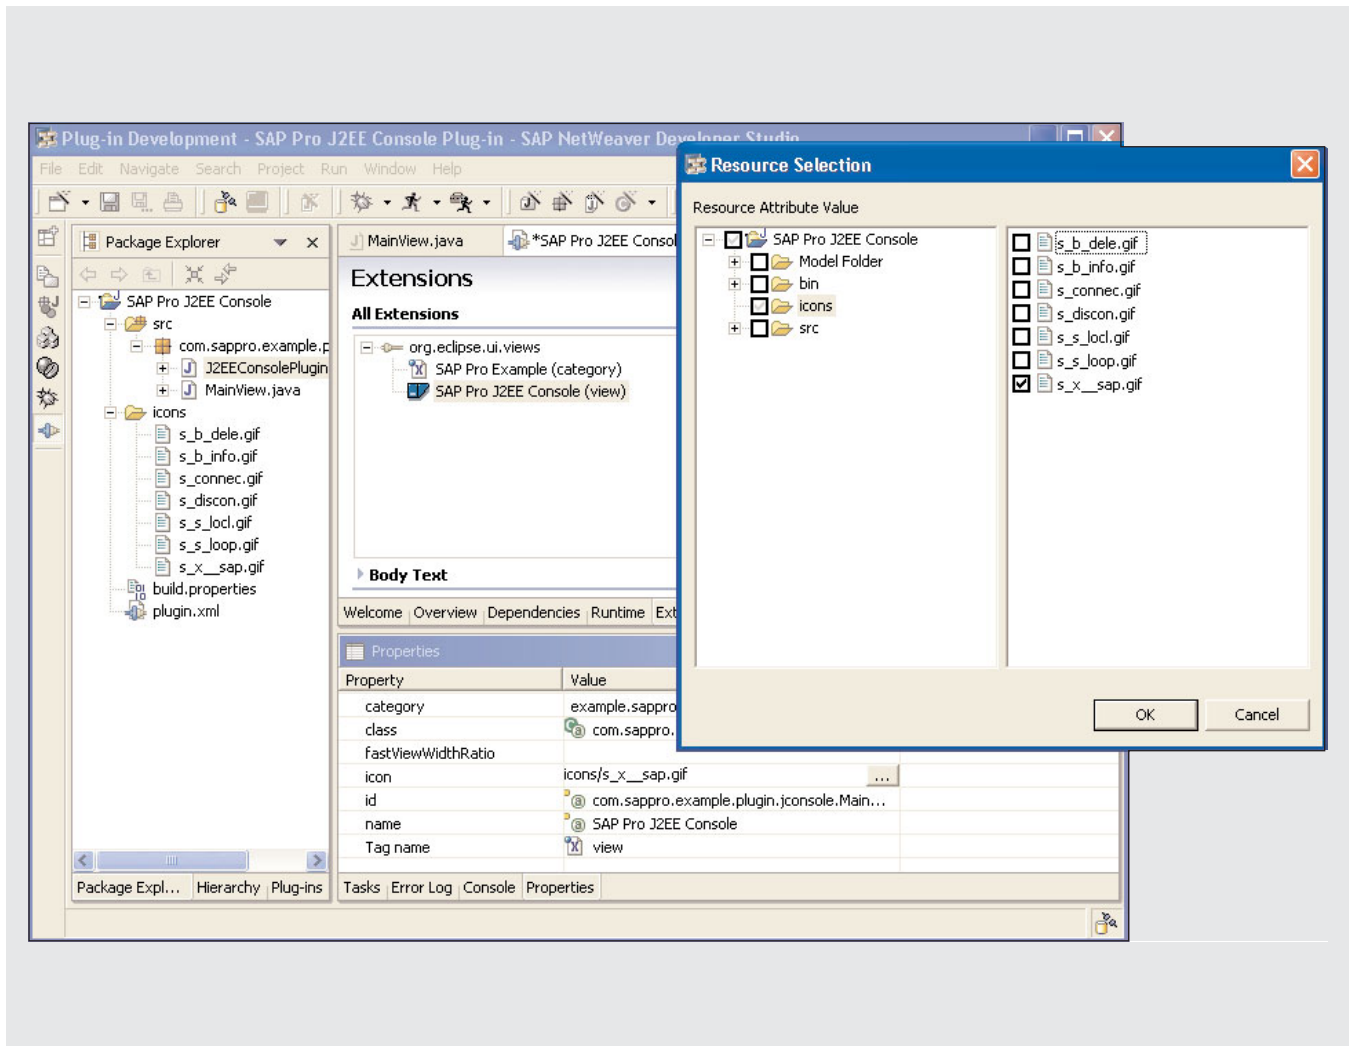 Plug-in Development - SAP Pro J2EE Console Plug-in - SAP NetWeaver Developer Studio
File Edit Navigate Search Project Run Window Help
Package Explorer
SAP Pro J2EE Console
src
com.sappro.example.p
J2EEConsolePlugin
MainView.java
icons
s_b_dele.gif
s_b_info.gif
s_connec.gif
s_discon.gif
s_s_locl.gif
s_s_loop.gif
s_x__sap.gif
build.properties
plugin.xml
Package Expl... Hierarchy Plug-ins
MainView.java *SAP Pro J2EE Consol
Extensions
All Extensions
org.eclipse.ui.views
SAP Pro Example (category)
SAP Pro J2EE Console (view)
Body Text
Welcome Overview Dependencies Runtime Ext
Properties
Property Value
category example.sappro
class com.sappro.
fastViewWidthRatio
icon icons/s_x__sap.gif ...
id com.sappro.example.plugin.jconsole.Main...
name SAP Pro J2EE Console
Tag name view
Tasks Error Log Console Properties
Resource Selection
Resource Attribute Value
SAP Pro J2EE Console
Model Folder
bin
icons
src
s_b_dele.gif
s_b_info.gif
s_connec.gif
s_discon.gif
s_s_locl.gif
s_s_loop.gif
s_x__sap.gif
OK Cancel